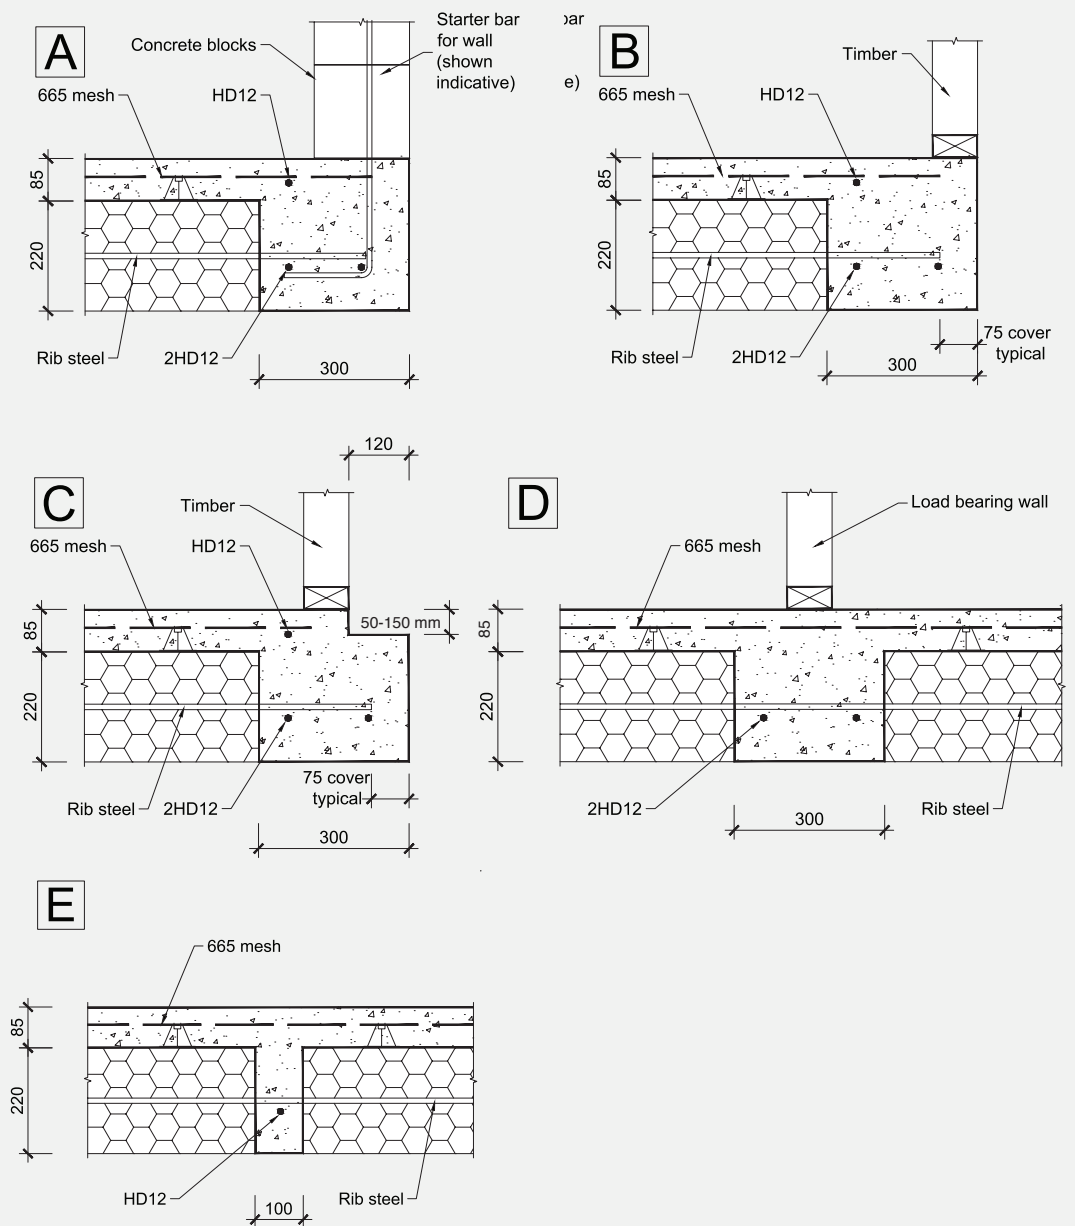 A
Concrete blocks
Starter bar
for wall
(shown
indicative)
665 mesh
HD12
85
220
Rib steel
2HD12
300
bar
e)
B
Timber
665 mesh
HD12
85
220
Rib steel
2HD12
75 cover
typical
300
120
C
Timber
665 mesh
HD12
50-150 mm
85
220
75 cover
typical
Rib steel
2HD12
300
D
Load bearing wall
665 mesh
85
220
2HD12
Rib steel
300
E
665 mesh
85
220
HD12
Rib steel
100